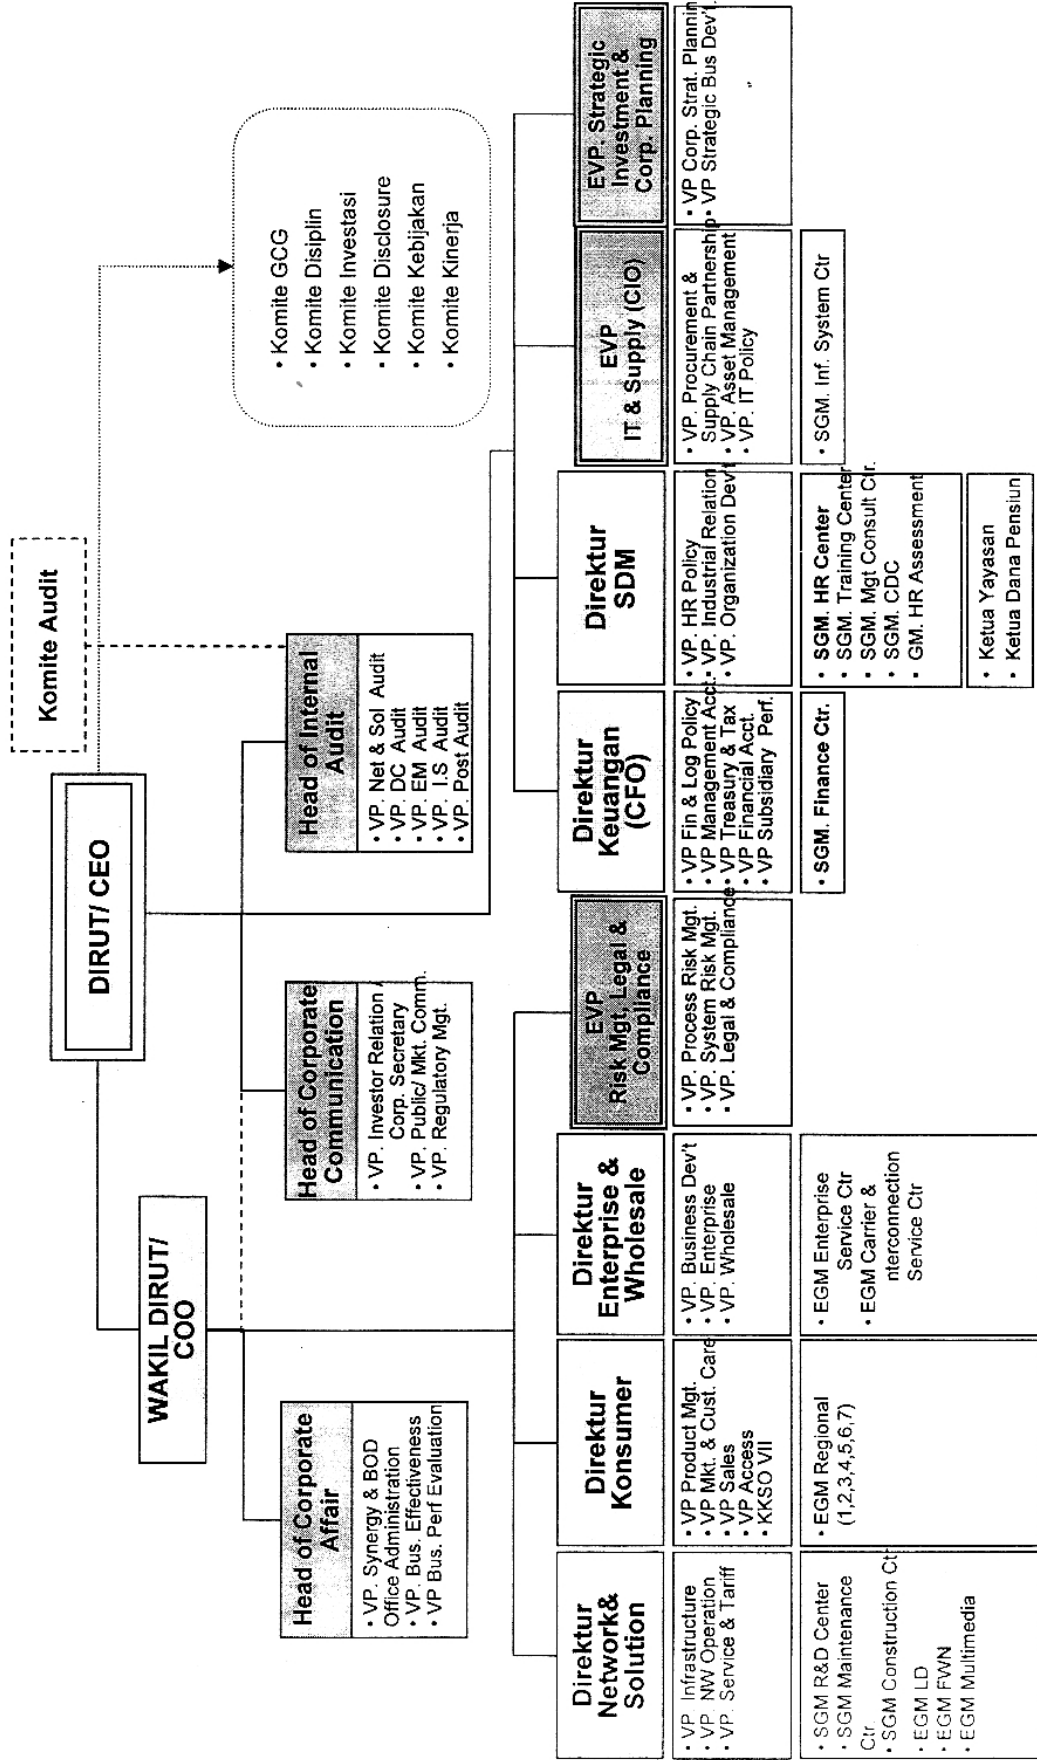 Komite Audit
DIRUT/ CEO
• Komite GCG
• Komite Disiplin
• Komite Investasi
• Komite Disclosure
• Komite Kebijakan
• Komite Kinerja
WAKIL DIRUT/
COO
Head of Corporate
Affair
• VP. Synergy & BOD
Office Administration
• VP. Bus. Effectiveness
• VP Bus. Perf Evaluation
Head of Corporate
Communication
• VP. Investor Relation /
Corp. Secretary
• VP. Public/ Mkt. Comm.
• VP. Regulatory Mgt.
Head of Internal
Audit
• VP. Net & Sol Audit
• VP. DC Audit
• VP. EM Audit
• VP. I.S Audit
• VP. Post Audit
Direktur
Network&
Solution
• VP. Infrastructure
• VP. NW Operation
• VP. Service & Tariff
• SGM R&D Center
• SGM Maintenance
Ctr.
• SGM Construction Ct
• EGM LD
• EGM FWN
• EGM Multimedia
Direktur
Konsumer
• VP Product Mgt.
• VP Mkt. & Cust. Care
• VP Sales
• VP Access
• KKSO VII
• EGM Regional
(1,2,3,4,5,6,7)
Direktur
Enterprise &
Wholesale
• VP. Business Dev't
• VP. Enterprise
• VP. Wholesale
• EGM Enterprise
Service Ctr
• EGM Carrier &
nterconnection
Service Ctr
EVP
Risk Mgt, Legal &
Compliance
• VP. Process Risk Mgt.
• VP. System Risk Mgt.
• VP. Legal & Compliance
Direktur
Keuangan
(CFO)
• VP Fin & Log Policy
• VP Management Acct.
• VP Treasury & Tax
• VP Financial Acct.
• VP Subsidiary Perf.
• SGM. Finance Ctr.
Direktur
SDM
• VP. HR Policy
• VP. Industrial Relation
• VP. Organization Dev't
• SGM. HR Center
• SGM. Training Center
• SGM. Mgt Consult Ctr.
• SGM. CDC
• GM. HR Assessment
• Ketua Yayasan
• Ketua Dana Pensiun
EVP
IT & Supply (CIO)
• VP. Procurement &
Supply Chain Partnership
• VP. Asset Management
• VP. IT Policy
• SGM. Inf. System Ctr
EVP. Strategic
Investment &
Corp. Planning
• VP Corp. Strat. Plannin
• VP Strategic Bus Dev't.